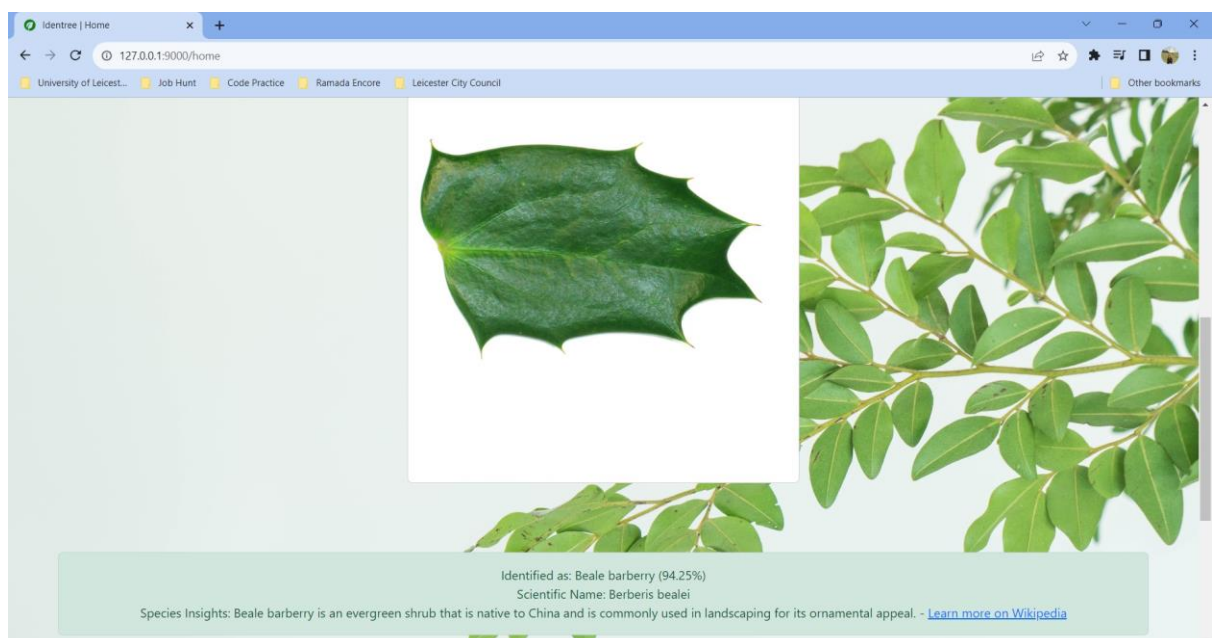 Identree | Home
127.0.0.1:9000/home
University of Leicest... Job Hunt Code Practice Ramada Encore Leicester City Council Other bookmarks
Identified as: Beale barberry (94.25%)
Scientific Name: Berberis bealei
Species Insights: Beale barberry is an evergreen shrub that is native to China and is commonly used in landscaping for its ornamental appeal. - Learn more on Wikipedia